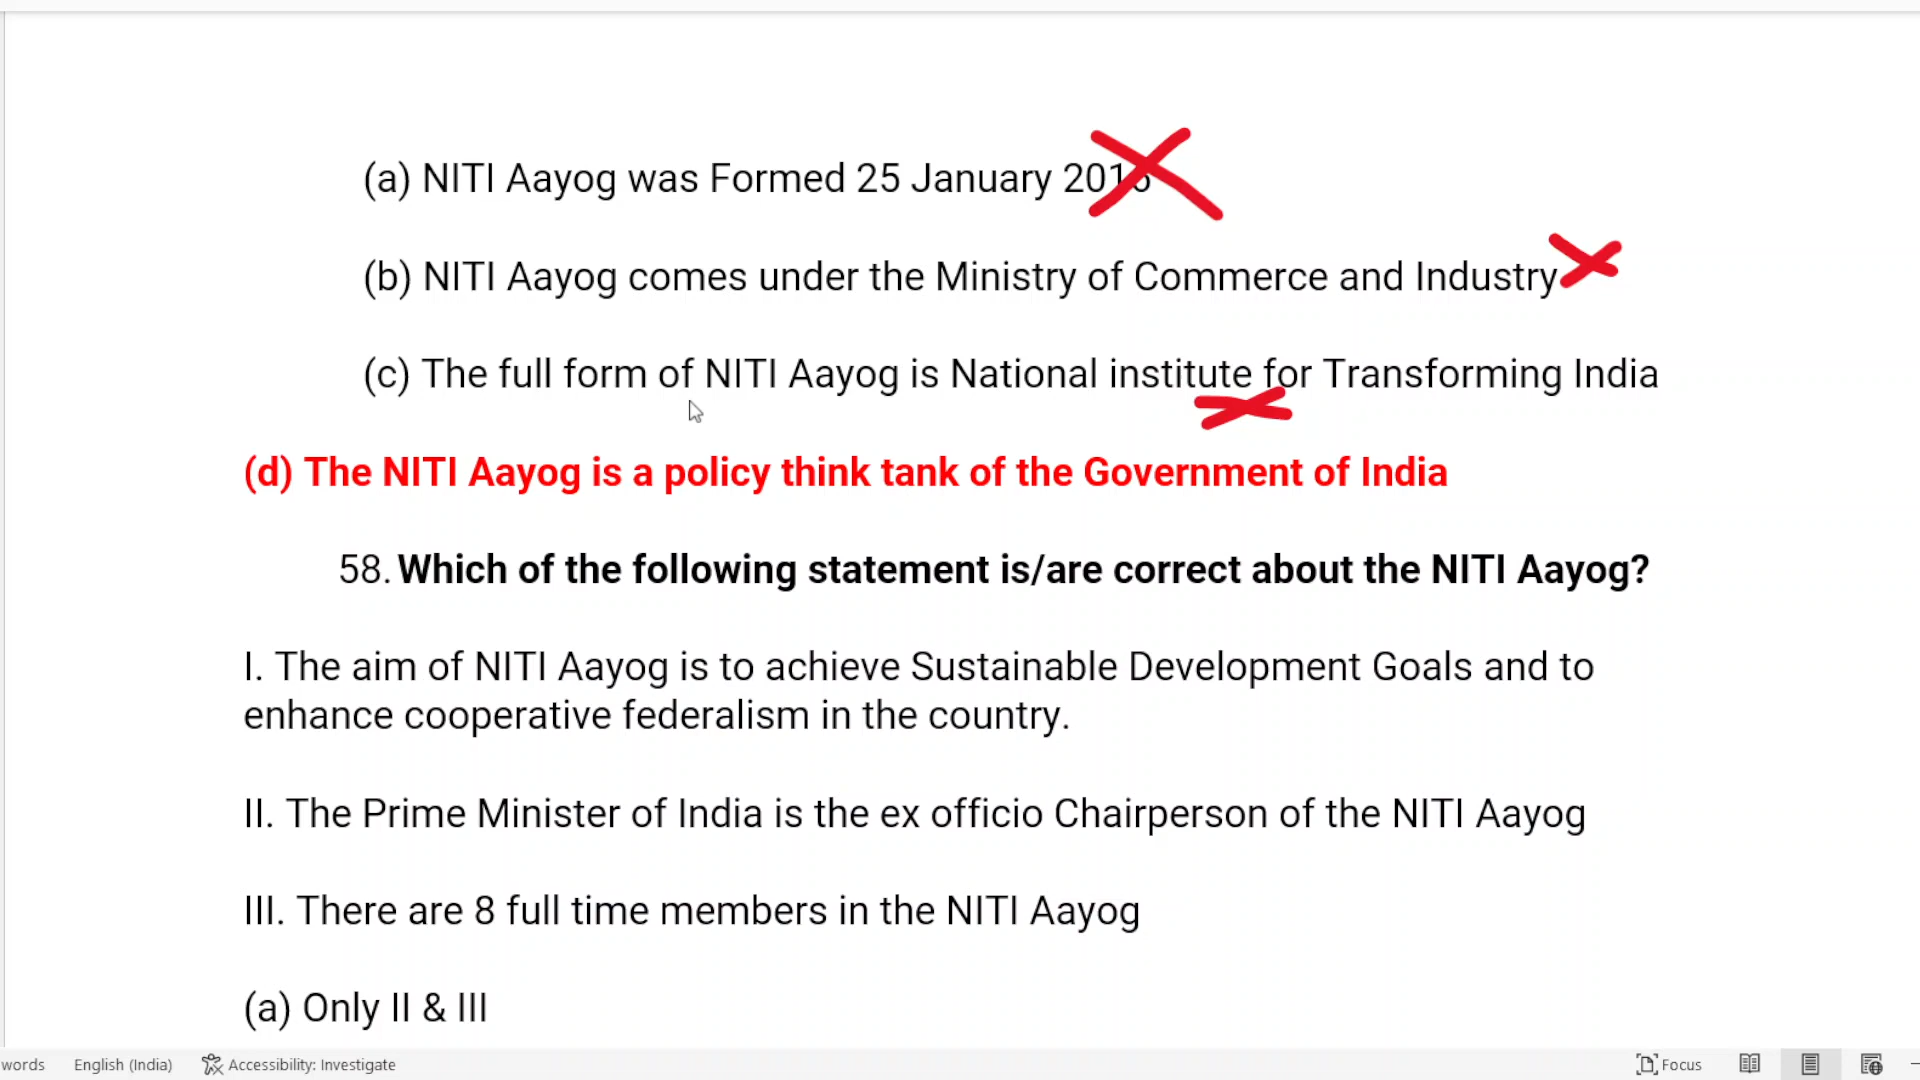 (a) NITI Aayog was Formed 25 January 2016
(b) NITI Aayog comes under the Ministry of Commerce and Industry
(c) The full form of NITI Aayog is National institute for Transforming India
(d) The NITI Aayog is a policy think tank of the Government of India
58. Which of the following statement is/are correct about the NITI Aayog?
I. The aim of NITI Aayog is to achieve Sustainable Development Goals and to
enhance cooperative federalism in the country.
II. The Prime Minister of India is the ex officio Chairperson of the NITI Aayog
III. There are 8 full time members in the NITI Aayog
(a) Only II & III
words English (India) Accessibility: Investigate Focus